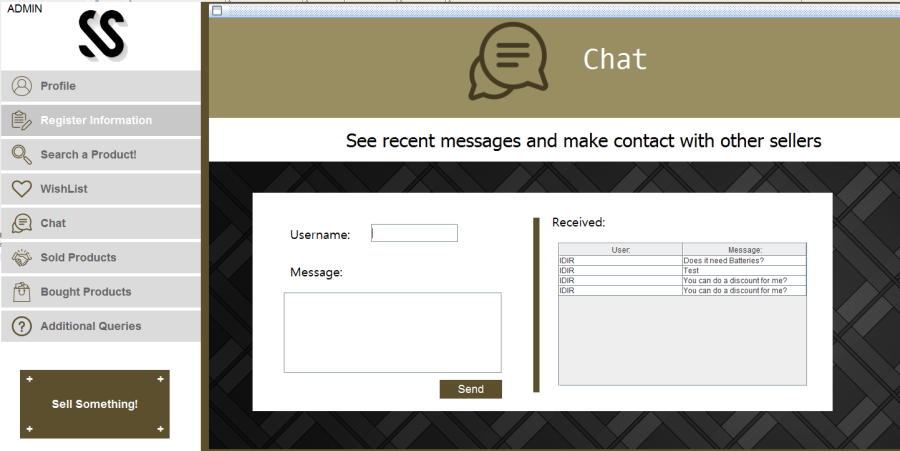 ADMIN
Profile
Register Information
Search a Product!
WishList
Chat
Sold Products
Bought Products
Additional Queries
Sell Something!
Chat
See recent messages and make contact with other sellers
Username:
Message:
Send
Received:
User: Message:
IDIR Does it need Batteries?
IDIR Test
IDIR You can do a discount for me?
IDIR You can do a discount for me?